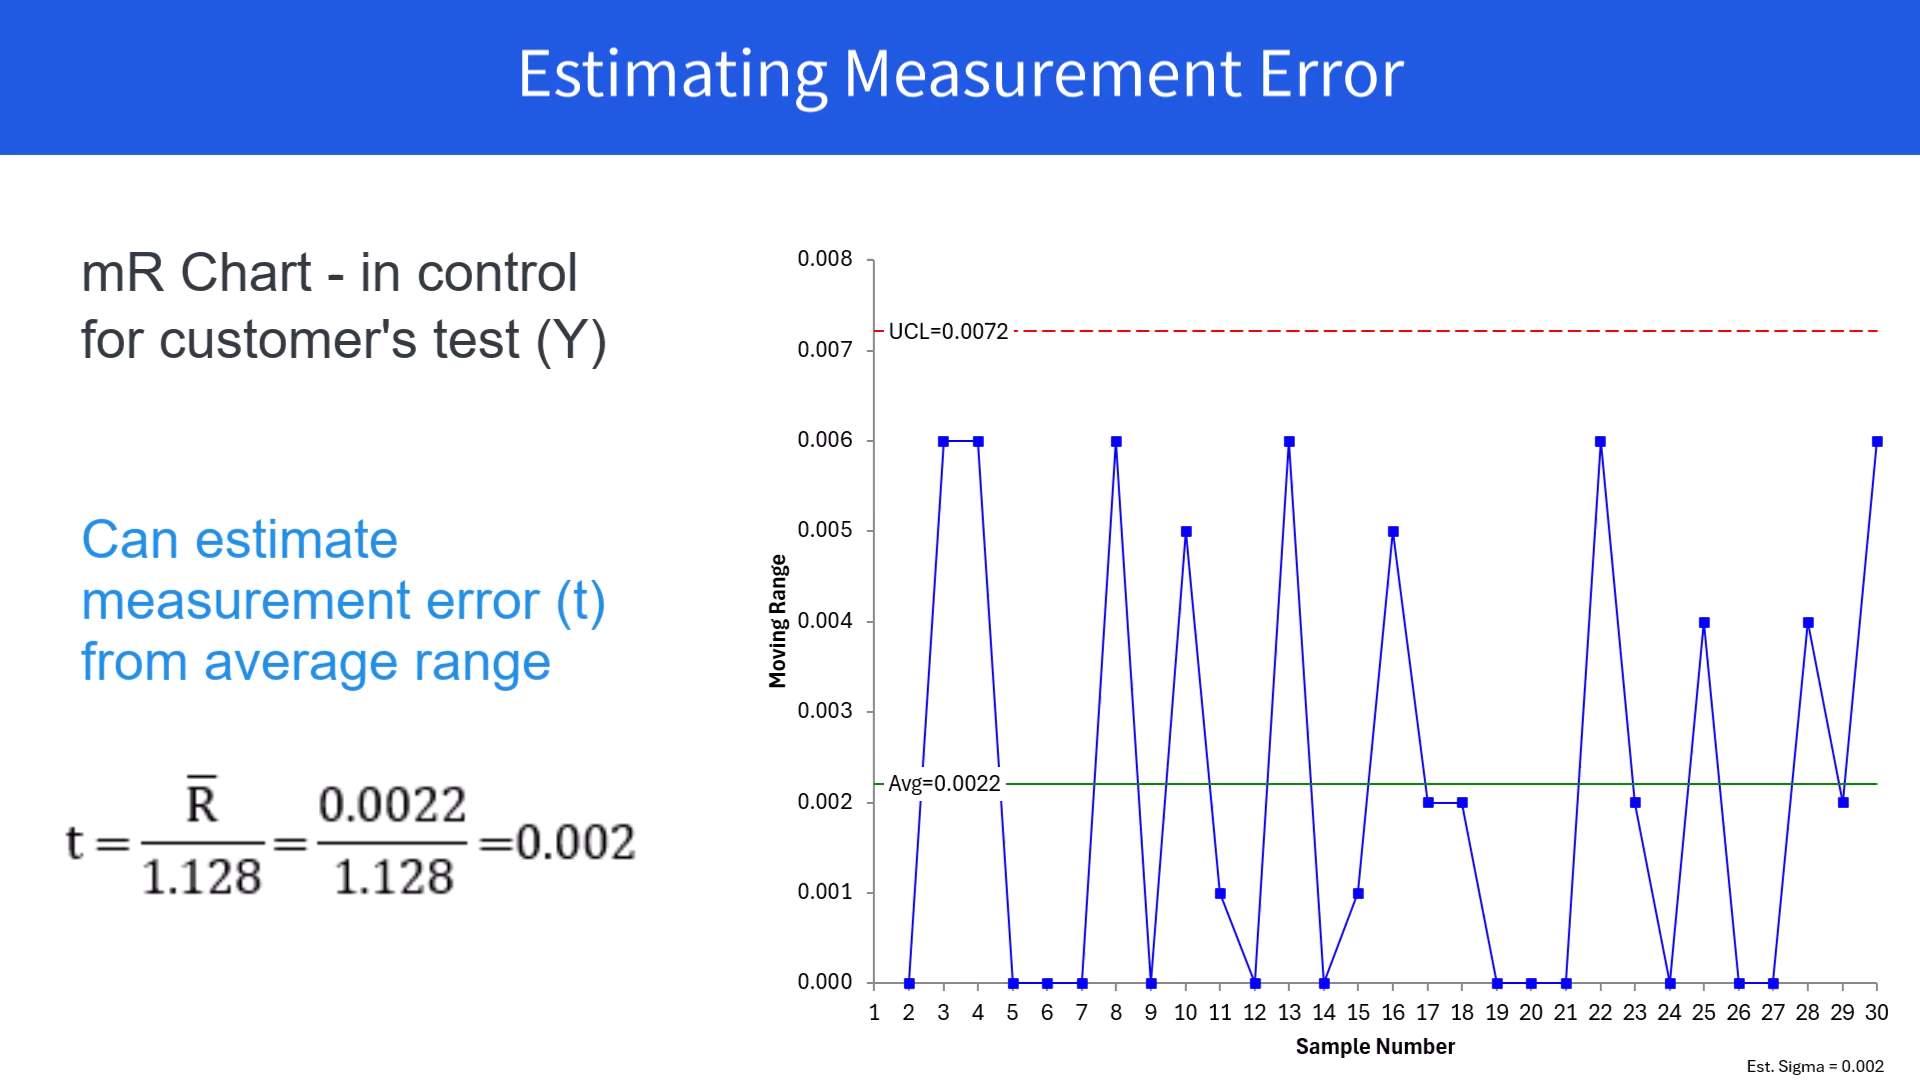 Estimating Measurement Error
mR Chart - in control
for customer's test (Y)
Can estimate
measurement error (t)
from average range
t = R̅/1.128 = 0.0022/1.128 =0.002
0.008
0.007
0.006
0.005
0.004
0.003
0.002
0.001
0.000
UCL=0.0072
Avg=0.0022
Moving Range
1 2 3 4 5 6 7 8 9 10 11 12 13 14 15 16 17 18 19 20 21 22 23 24 25 26 27 28 29 30
Sample Number
Est. Sigma = 0.002